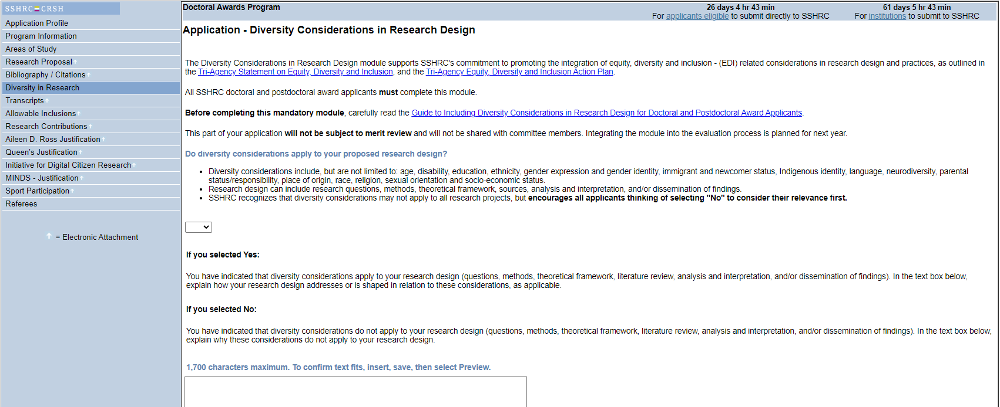 SSHRC CRSH
Application Profile
Program Information
Areas of Study
Research Proposal
Bibliography / Citations
Diversity in Research
Transcripts
Allowable Inclusions
Research Contributions
Aileen D. Ross Justification
Queen's Justification
Initiative for Digital Citizen Research
MINDS - Justification
Sport Participation
Referees
= Electronic Attachment
Doctoral Awards Program
26 days 4 hr 43 min
For applicants eligible to submit directly to SSHRC
61 days 5 hr 43 min
For institutions to submit to SSHRC
Application - Diversity Considerations in Research Design
The Diversity Considerations in Research Design module supports SSHRC's commitment to promoting the integration of equity, diversity and inclusion - (EDI) related considerations in research design and practices, as outlined in
the Tri-Agency Statement on Equity, Diversity and Inclusion, and the Tri-Agency Equity, Diversity and Inclusion Action Plan.
All SSHRC doctoral and postdoctoral award applicants must complete this module.
Before completing this mandatory module, carefully read the Guide to Including Diversity Considerations in Research Design for Doctoral and Postdoctoral Award Applicants.
This part of your application will not be subject to merit review and will not be shared with committee members. Integrating the module into the evaluation process is planned for next year.
Do diversity considerations apply to your proposed research design?
• Diversity considerations include, but are not limited to: age, disability, education, ethnicity, gender expression and gender identity, immigrant and newcomer status, Indigenous identity, language, neurodiversity, parental
status/responsibility, place of origin, race, religion, sexual orientation and socio-economic status.
• Research design can include research questions, methods, theoretical framework, sources, analysis and interpretation, and/or dissemination of findings.
• SSHRC recognizes that diversity considerations may not apply to all research projects, but encourages all applicants thinking of selecting "No" to consider their relevance first.
If you selected Yes:
You have indicated that diversity considerations apply to your research design (questions, methods, theoretical framework, literature review, analysis and interpretation, and/or dissemination of findings). In the text box below,
explain how your research design addresses or is shaped in relation to these considerations, as applicable.
If you selected No:
You have indicated that diversity considerations do not apply to your research design (questions, methods, theoretical framework, literature review, analysis and interpretation, and/or dissemination of findings). In the text box below,
explain why these considerations do not apply to your research design.
1,700 characters maximum. To confirm text fits, insert, save, then select Preview.